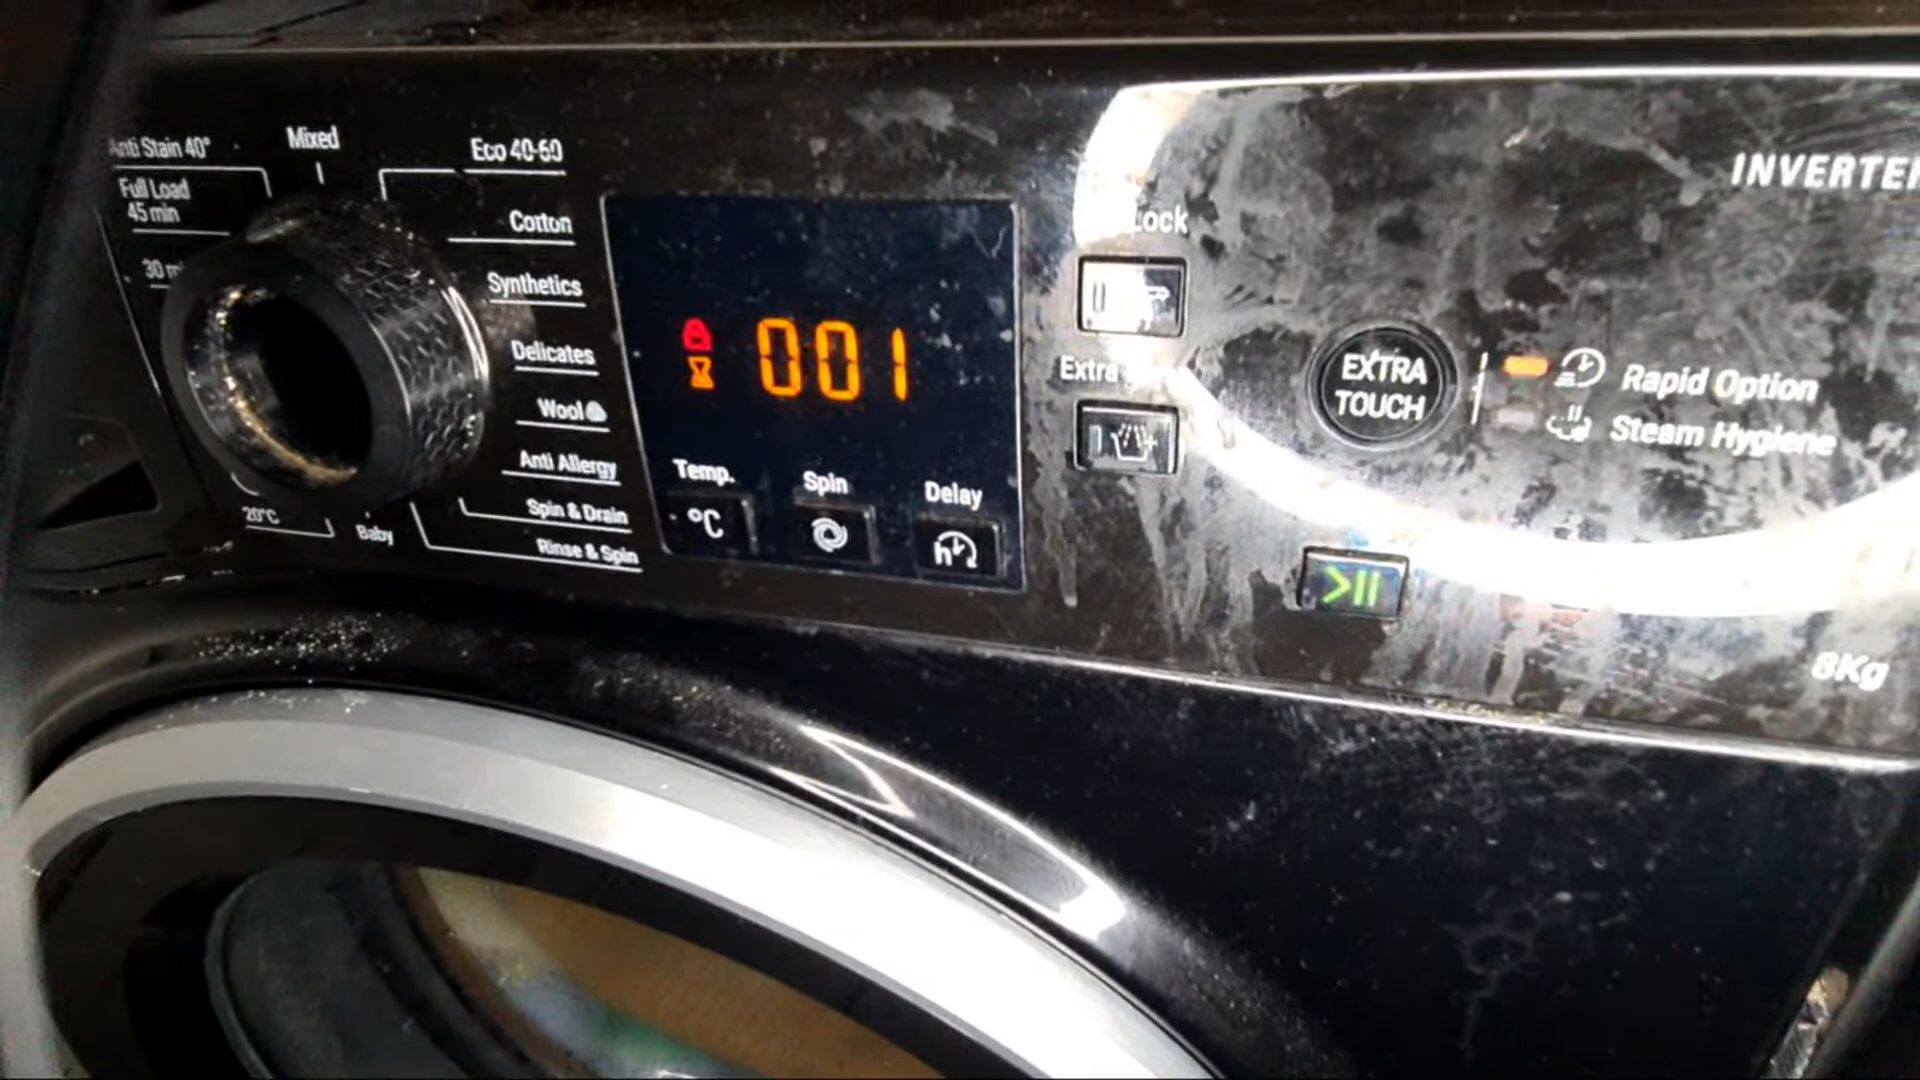 Anti Stain 40°
Mixed
Eco 40-60
Full Load
45 min
Cotton
30
Synthetics
Delicates
Wool
Anti Allergy
Spin & Drain
Rinse & Spin
20°C
Baby
001
Temp.
Spin
Delay
°C
h
Lock
Extra
EXTRA
TOUCH
Rapid Option
Steam Hygiene
INVERTER
>||
8Kg